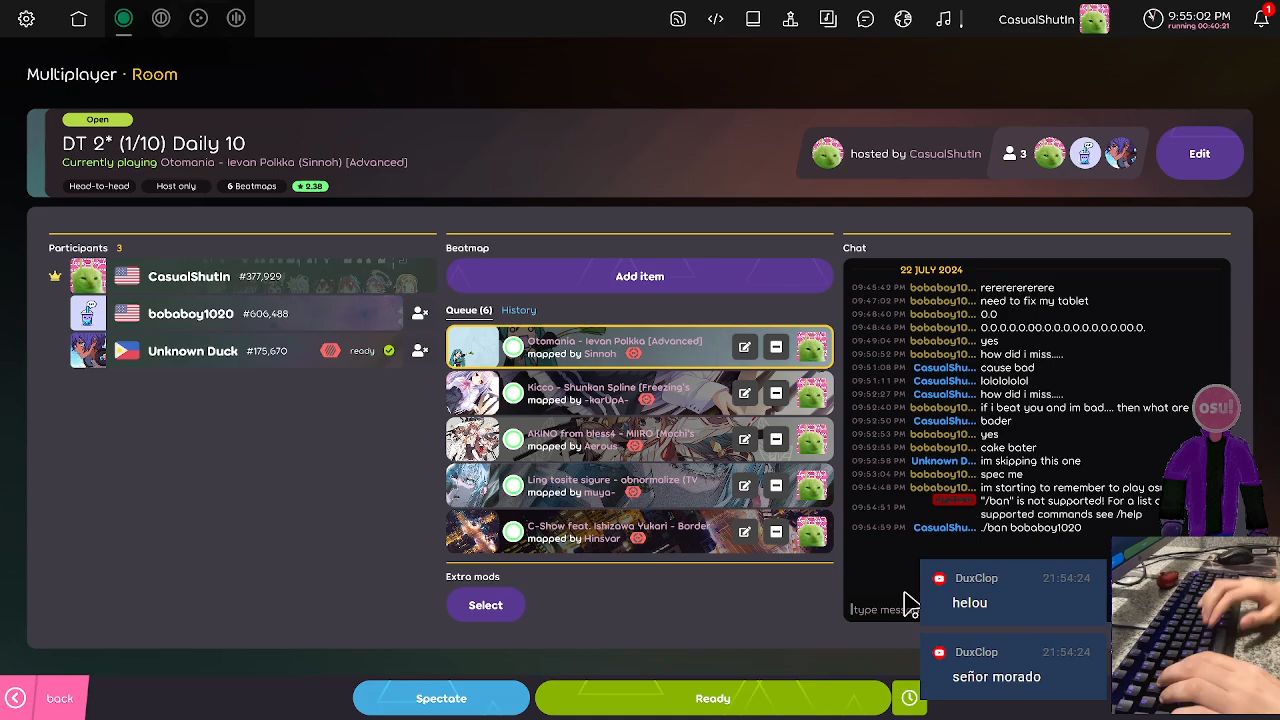 CasualShutIn
9:55:02 PM
running 00:40:21
1
Multiplayer · Room
Open
DT 2* (1/10) Daily 10
Currently playing Otomania - Ievan Polkka (Sinnoh) [Advanced]
Head-to-head
Host only
6 Beatmaps
★ 2.38
hosted by CasualShutIn
3
Edit
Participants 3
CasualShutIn #377,929
bobaboy1020 #606,488
Unknown Duck #175,670
ready
Beatmap
Add item
Queue (6) History
Otomania - Ievan Polkka [Advanced]
mapped by Sinnoh
Kicco - Shunkan Spline [Freezing's
mapped by -karUpA-
AKINO from bless4 - MIIRO [Mochi's
mapped by Aerous
Ling tosite sigure - abnormalize (TV
mapped by muya-
C-Show feat. Ishizawa Yukari - Border
mapped by Hinsvar
Extra mods
Select
Chat
22 JULY 2024
09:45:42 PM bobaboy10... rerererererere
09:47:02 PM bobaboy10... need to fix my tablet
09:48:40 PM bobaboy10... 0.0
09:48:46 PM bobaboy10... 0.0.0.0.0.0.0.0.0.0.0.0.0.0.0.
09:49:04 PM bobaboy10... yes
09:50:52 PM bobaboy10... how did i miss....
09:51:08 PM CasualShu... cause bad
09:51:11 PM CasualShu... lolololol
09:52:27 PM CasualShu... how did i miss....
09:52:40 PM bobaboy10... if i beat you and im bad.... then what are
09:52:50 PM CasualShu... bader
09:52:53 PM bobaboy10... yes
bobaboy10... cake bater
09:52:58 PM Unknown D... im skipping this one
09:53:04 PM bobaboy10... spec me
09:54:48 PM bobaboy10... im starting to remember to play os
09:54:51 PM "/ban" is not supported! For a list o
supported commands see /help
09:54:59 PM CasualShu... ./ban bobaboy1020
type mes
osu!
DuxClop 21:54:24
helou
DuxClop 21:54:24
señor morado
back
Spectate
Ready